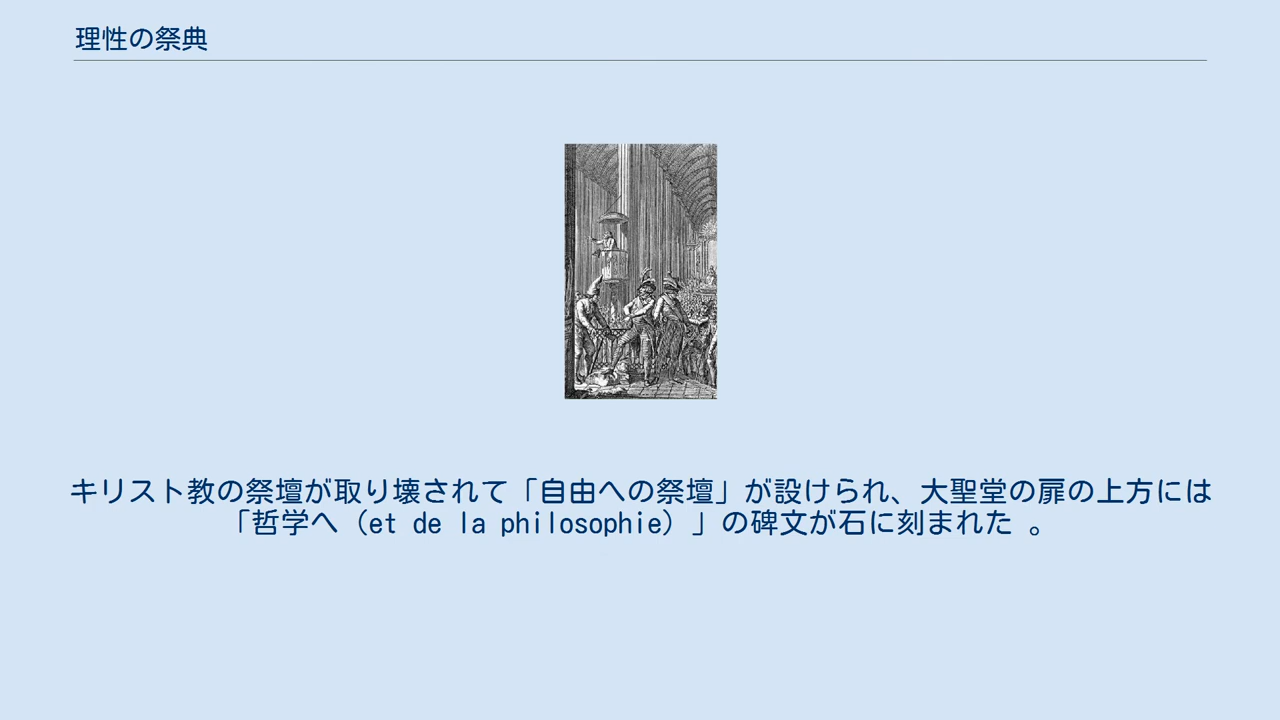 理性の祭典
キリスト教の祭壇が取り壊されて「自由への祭壇」が設けられ、大聖堂の扉の上方には
「哲学へ（et de la philosophie）」の碑文が石に刻まれた 。